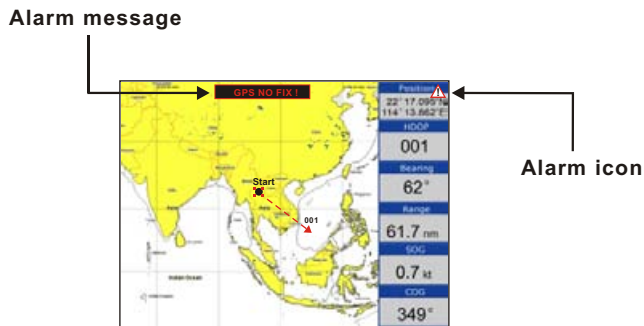 Alarm message
GPS NO FIX !
Position
22° 17.095'N
114° 13.662'E
HDOP
001
Bearing
62°
Range
61.7 nm
SOG
0.7 kt
COG
349°
Alarm icon
Start
001
Indian Ocean